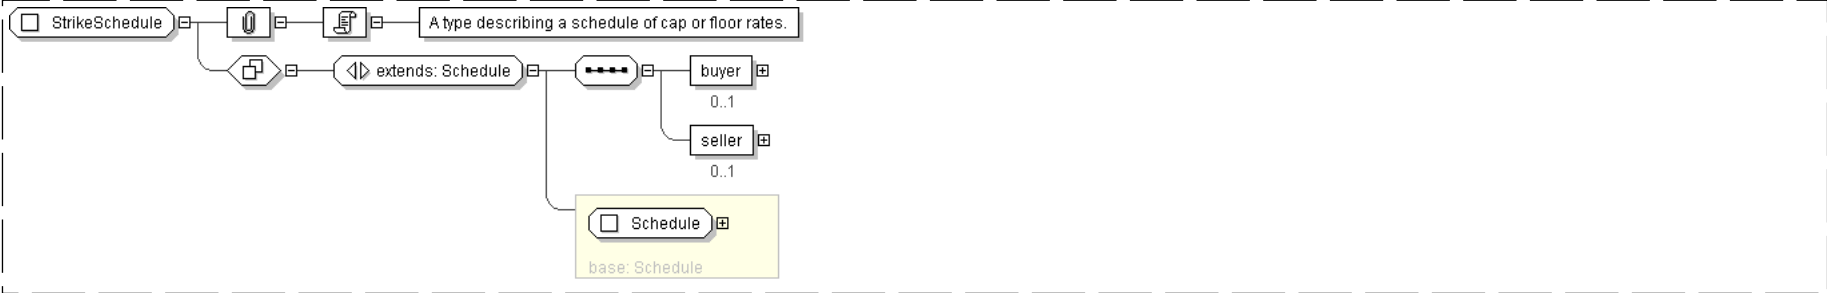 StrikeSchedule
A type describing a schedule of cap or floor rates.
extends: Schedule
buyer
0..1
seller
0..1
Schedule
base: Schedule